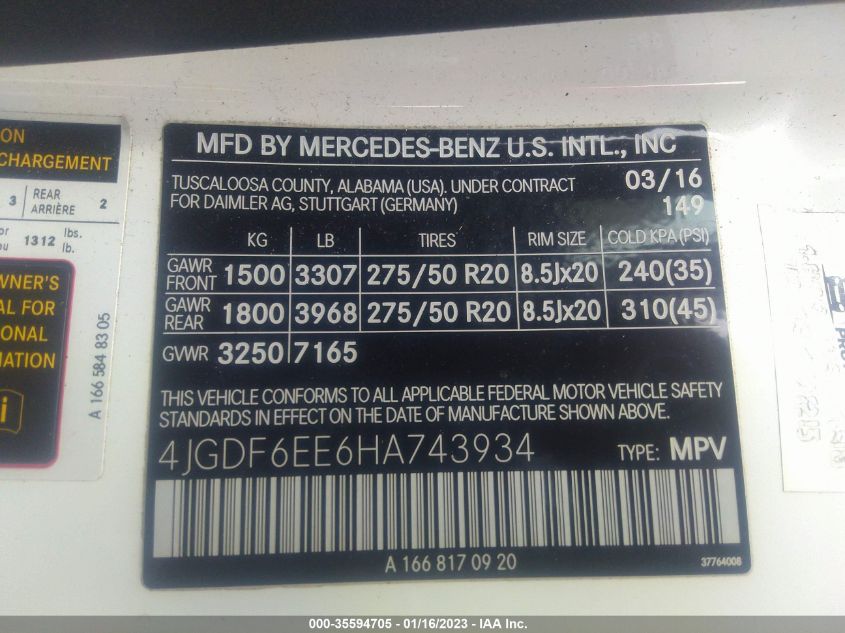 ON
CHARGEMENT
3 REAR ARRIÈRE 2
or 1312 lbs.
ou lb.
WNER'S
AL FOR
IONAL
MATION
i
A 166 584 83 05
MFD BY MERCEDES-BENZ U.S. INTL., INC
TUSCALOOSA COUNTY, ALABAMA (USA). UNDER CONTRACT 03/16
FOR DAIMLER AG, STUTTGART (GERMANY) 149
KG LB TIRES RIM SIZE COLD KPA(PSI)
GAWR FRONT 1500 3307 275/50 R20 8.5Jx20 240(35)
GAWR REAR 1800 3968 275/50 R20 8.5Jx20 310(45)
GVWR 3250 7165
THIS VEHICLE CONFORMS TO ALL APPLICABLE FEDERAL MOTOR VEHICLE SAFETY
STANDARDS IN EFFECT ON THE DATE OF MANUFACTURE SHOWN ABOVE.
4JGDF6EE6HA743934 TYPE: MPV
A 166 817 09 20
37764008
000-35594705 - 01/16/2023 - IAA Inc.